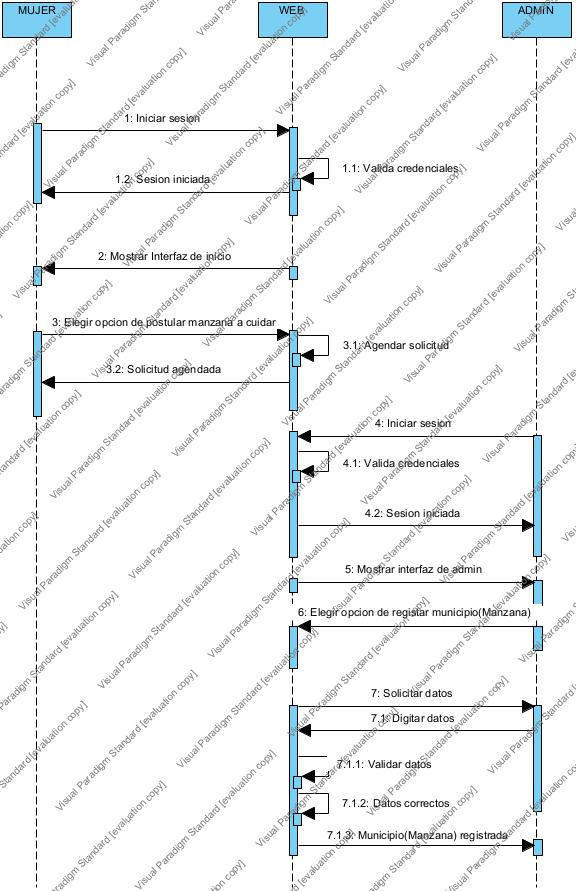 MUJER
WEB
ADMIN
1: Iniciar sesion
1.1: Valida credenciales
1.2: Sesion iniciada
2: Mostrar Interfaz de inicio
3: Elegir opcion de postular manzana a cuidar
3.1: Agendar solicitud
3.2: Solicitud agendada
4: Iniciar sesion
4.1: Valida credenciales
4.2: Sesion iniciada
5: Mostrar interfaz de admin
6: Elegir opcion de registar municipio(Manzana)
7: Solicitar datos
7.1: Digitar datos
7.1.1: Validar datos
7.1.2: Datos correctos
7.1.3: Municipio(Manzana) registrada
Visual Paradigm Standard [evaluation copy]